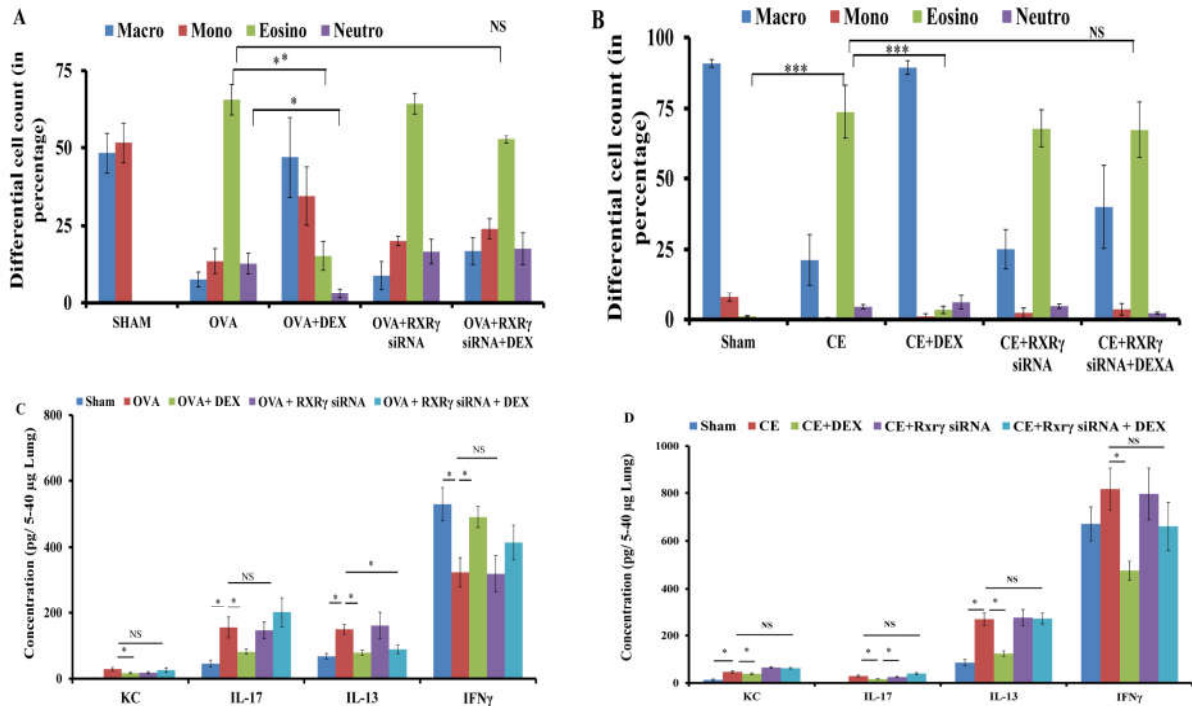 A
Macro Mono Eosino Neutro
NS
**
*
Differential cell count (in
percentage)
75
50
25
0
SHAM OVA OVA+DEX OVA+RXRγ OVA+RXRγ
siRNA siRNA+DEX
B
Macro Mono Eosino Neutro
NS
***
***
Differential cell count (in
percentage)
100
75
50
25
0
Sham CE CE+DEX CE+RXRγ CE+RXRγ
siRNA siRNA+DEXA
C
Sham OVA OVA+ DEX OVA + RXRγ siRNA OVA + RXRγ siRNA + DEX
Concentration (pg/ 5-40 µg Lung)
800
600
400
200
0
NS
*
NS
* *
*
* *
NS
* *
KC IL-17 IL-13 IFNγ
D
Sham CE CE+DEX CE+Rxrγ siRNA CE+Rxrγ siRNA + DEX
Concentration (pg/ 5-40 µg Lung)
1000
800
600
400
200
0
NS
* *
NS
* *
NS
* *
NS
*
KC IL-17 IL-13 IFNγ